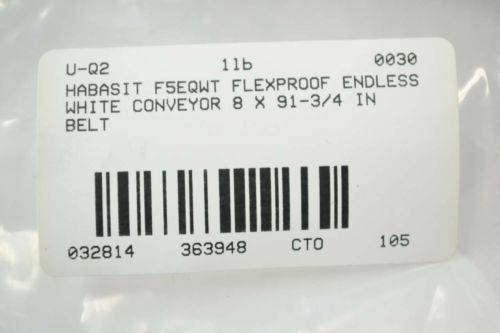 U-Q2 1lb 0030
HABASIT F5EQWT FLEXPROOF ENDLESS
WHITE CONVEYOR 8 X 91-3/4 IN
BELT
032814 363948 CTO 105